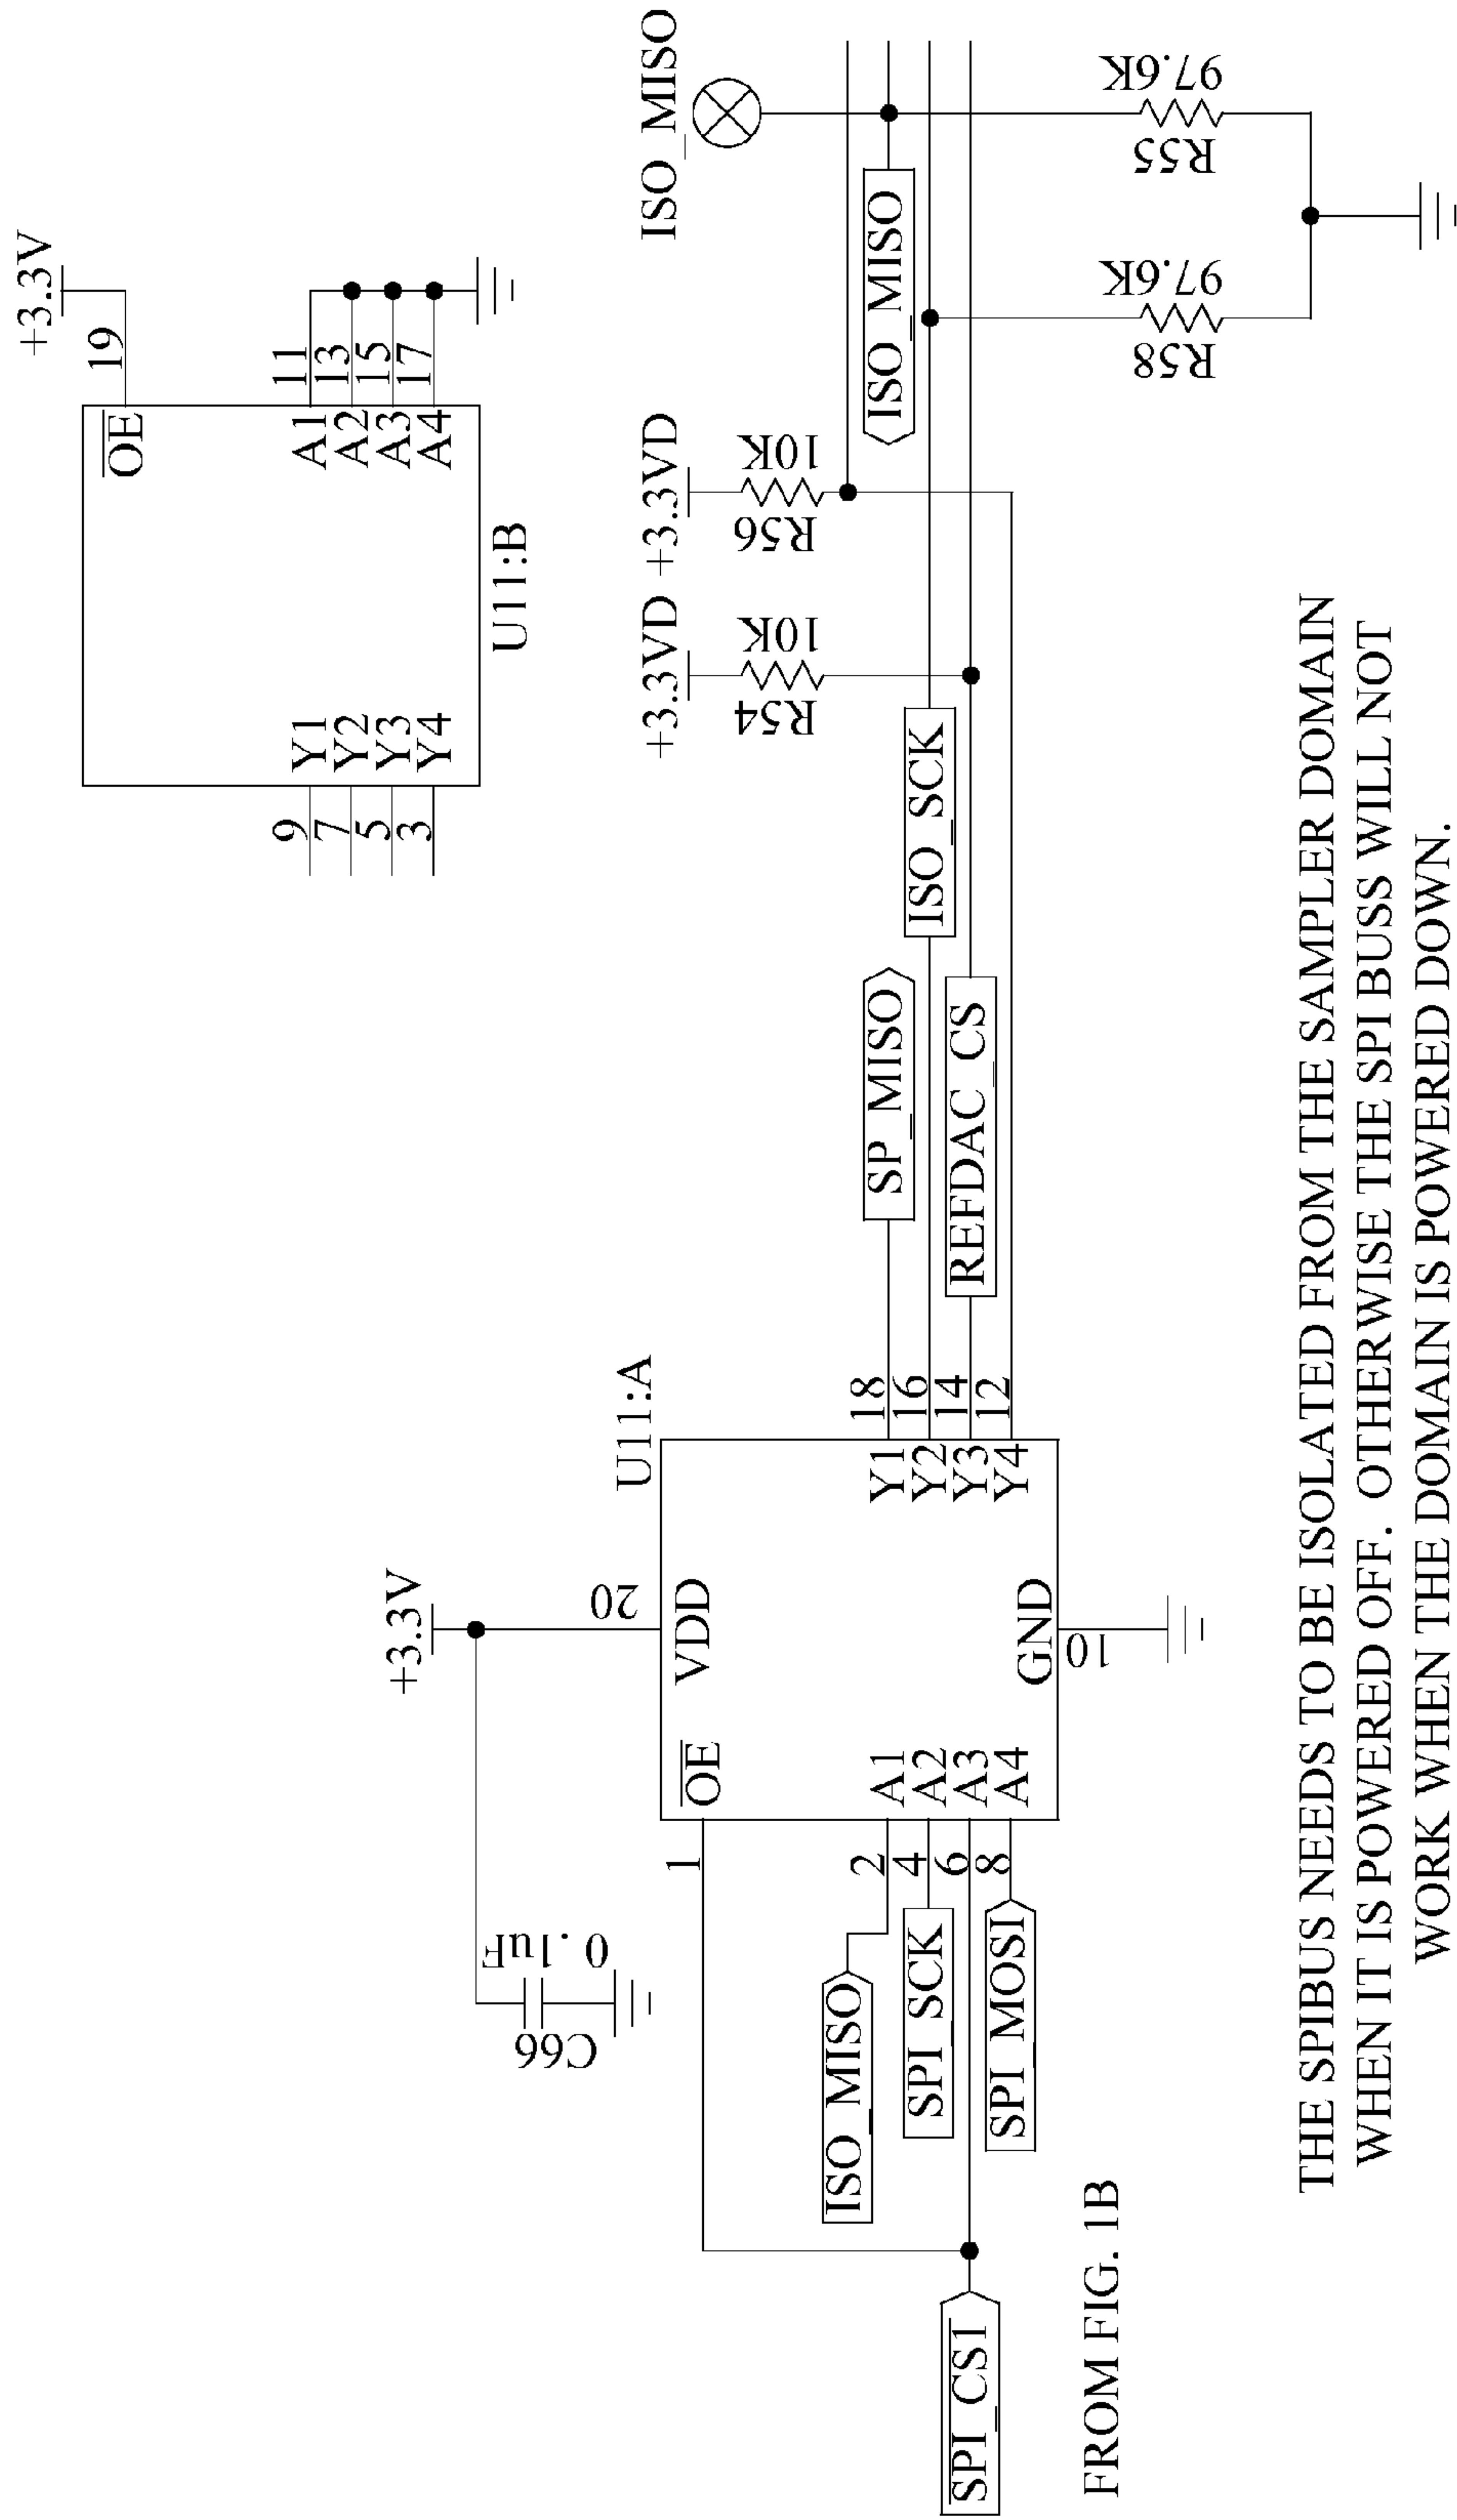 +3.3V
19
OE
11
13
15
17
A1
A2
A3
A4
Y1
Y2
Y3
Y4
9
7
5
3
U11:B
+3.3V
C66
0.1uF
20
U11:A
VDD
OE
GND
10
1
2
4
6
8
A1
A2
A3
A4
Y1
Y2
Y3
Y4
18
16
14
12
ISO_MISO
SPI_SCK
SPI_MOSI
SPI_CS1
FROM FIG. 1B
SP_MISO
ISO_SCK
REFDAC_CS
+3.3VD
R54
10K
+3.3VD
R56
10K
ISO_MISO
ISO_MISO
R58
97.6K
R55
97.6K
THE SPIBUS NEEDS TO BE ISOLATED FROM THE SAMPLER DOMAIN
WHEN IT IS POWERED OFF. OTHERWISE THE SPI BUSS WILL NOT
WORK WHEN THE DOMAIN IS POWERED DOWN.